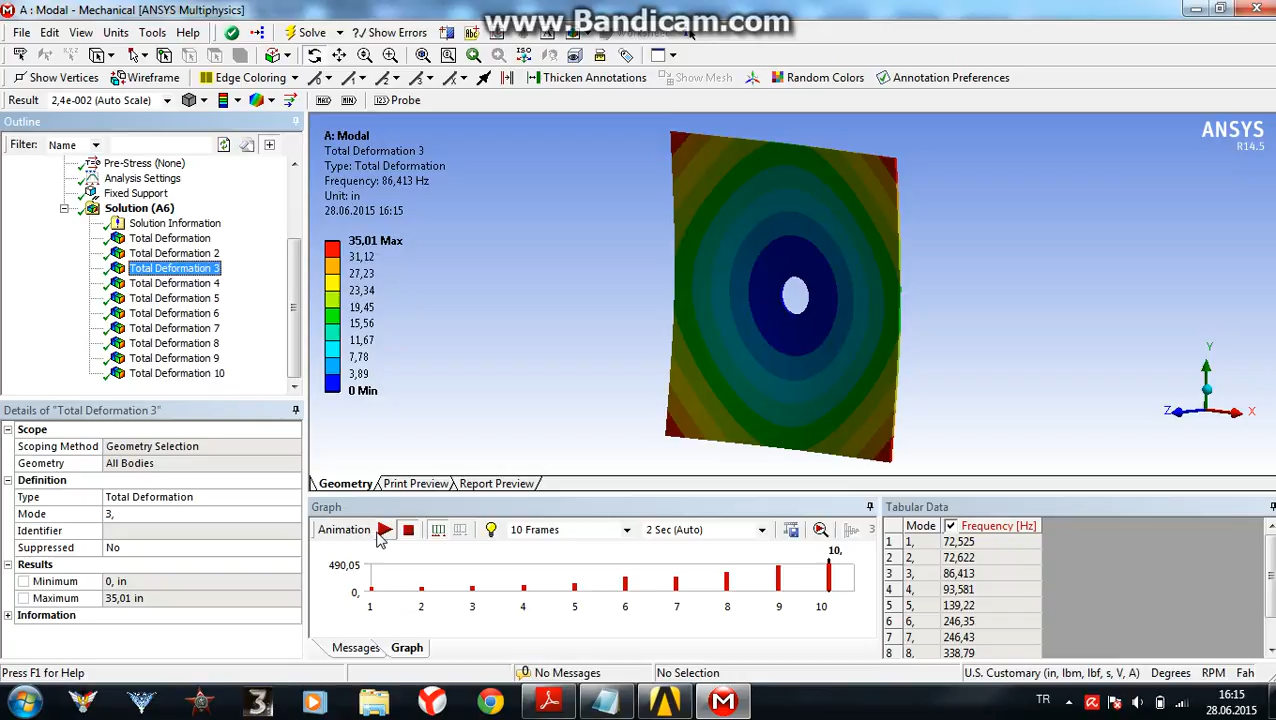 A : Modal - Mechanical [ANSYS Multiphysics]
www.Bandicam.com
File Edit View Units Tools Help Solve ?/ Show Errors
Show Vertices Wireframe Edge Coloring Thicken Annotations Show Mesh Random Colors Annotation Preferences
Result 2,4e-002 (Auto Scale) MAX MIN Probe
Outline
Filter: Name
Pre-Stress (None)
Analysis Settings
Fixed Support
Solution (A6)
Solution Information
Total Deformation
Total Deformation 2
Total Deformation 3
Total Deformation 4
Total Deformation 5
Total Deformation 6
Total Deformation 7
Total Deformation 8
Total Deformation 9
Total Deformation 10
Details of "Total Deformation 3"
Scope
Scoping Method Geometry Selection
Geometry All Bodies
Definition
Type Total Deformation
Mode 3,
Identifier
Suppressed No
Results
Minimum 0, in
Maximum 35,01 in
Information
A: Modal
Total Deformation 3
Type: Total Deformation
Frequency: 86,413 Hz
Unit: in
28.06.2015 16:15
35,01 Max
31,12
27,23
23,34
19,45
15,56
11,67
7,78
3,89
0 Min
ANSYS
R14.5
Y
Z X
Geometry Print Preview Report Preview
Graph
Animation 10 Frames 2 Sec (Auto) 3
10,
490,05
0,
1 2 3 4 5 6 7 8 9 10
Messages Graph
Tabular Data
Mode Frequency [Hz]
1 1, 72,525
2 2, 72,622
3 3, 86,413
4 4, 93,581
5 5, 139,22
6 6, 246,35
7 7, 246,43
8 8, 338,79
Press F1 for Help No Messages No Selection U.S. Customary (in, lbm, lbf, s, V, A) Degrees RPM Fah
TR 16:15
28.06.2015